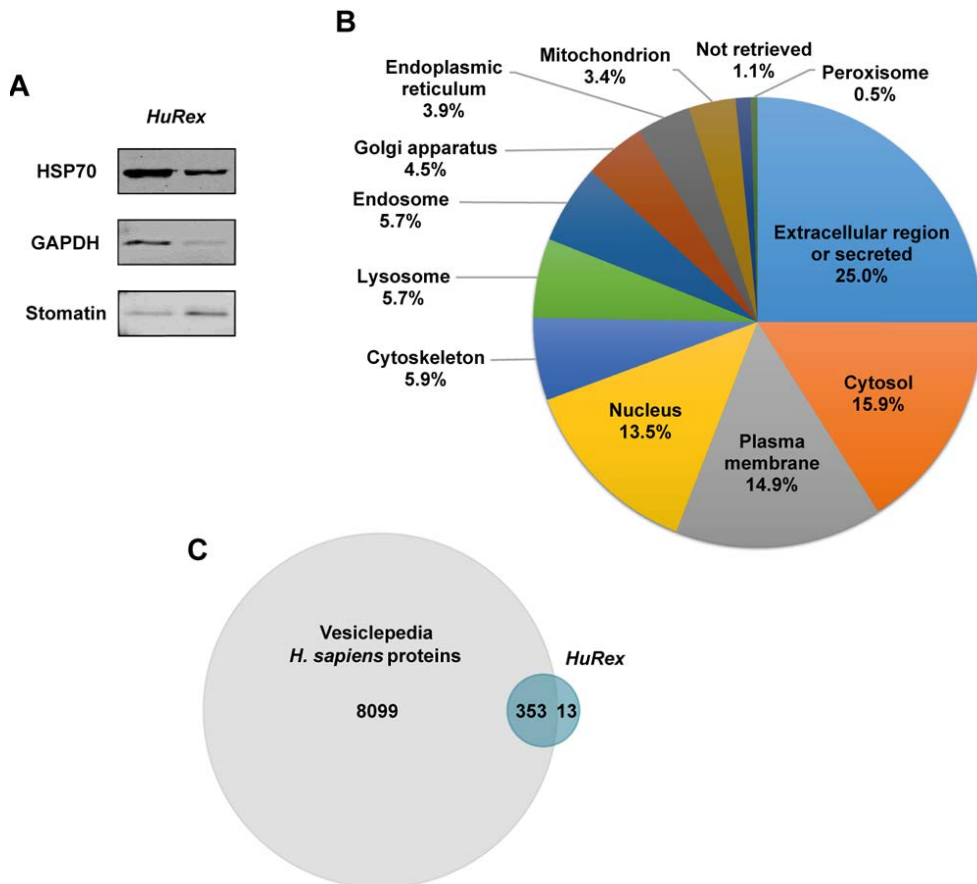 A
HuRex
HSP70
GAPDH
Stomatin
B
Endoplasmic
reticulum
3.9%
Mitochondrion
3.4%
Not retrieved
1.1%
Peroxisome
0.5%
Golgi apparatus
4.5%
Endosome
5.7%
Lysosome
5.7%
Cytoskeleton
5.9%
Extracellular region
or secreted
25.0%
Cytosol
15.9%
Plasma
membrane
14.9%
Nucleus
13.5%
C
Vesiclepedia
H. sapiens proteins
8099
HuRex
353
13